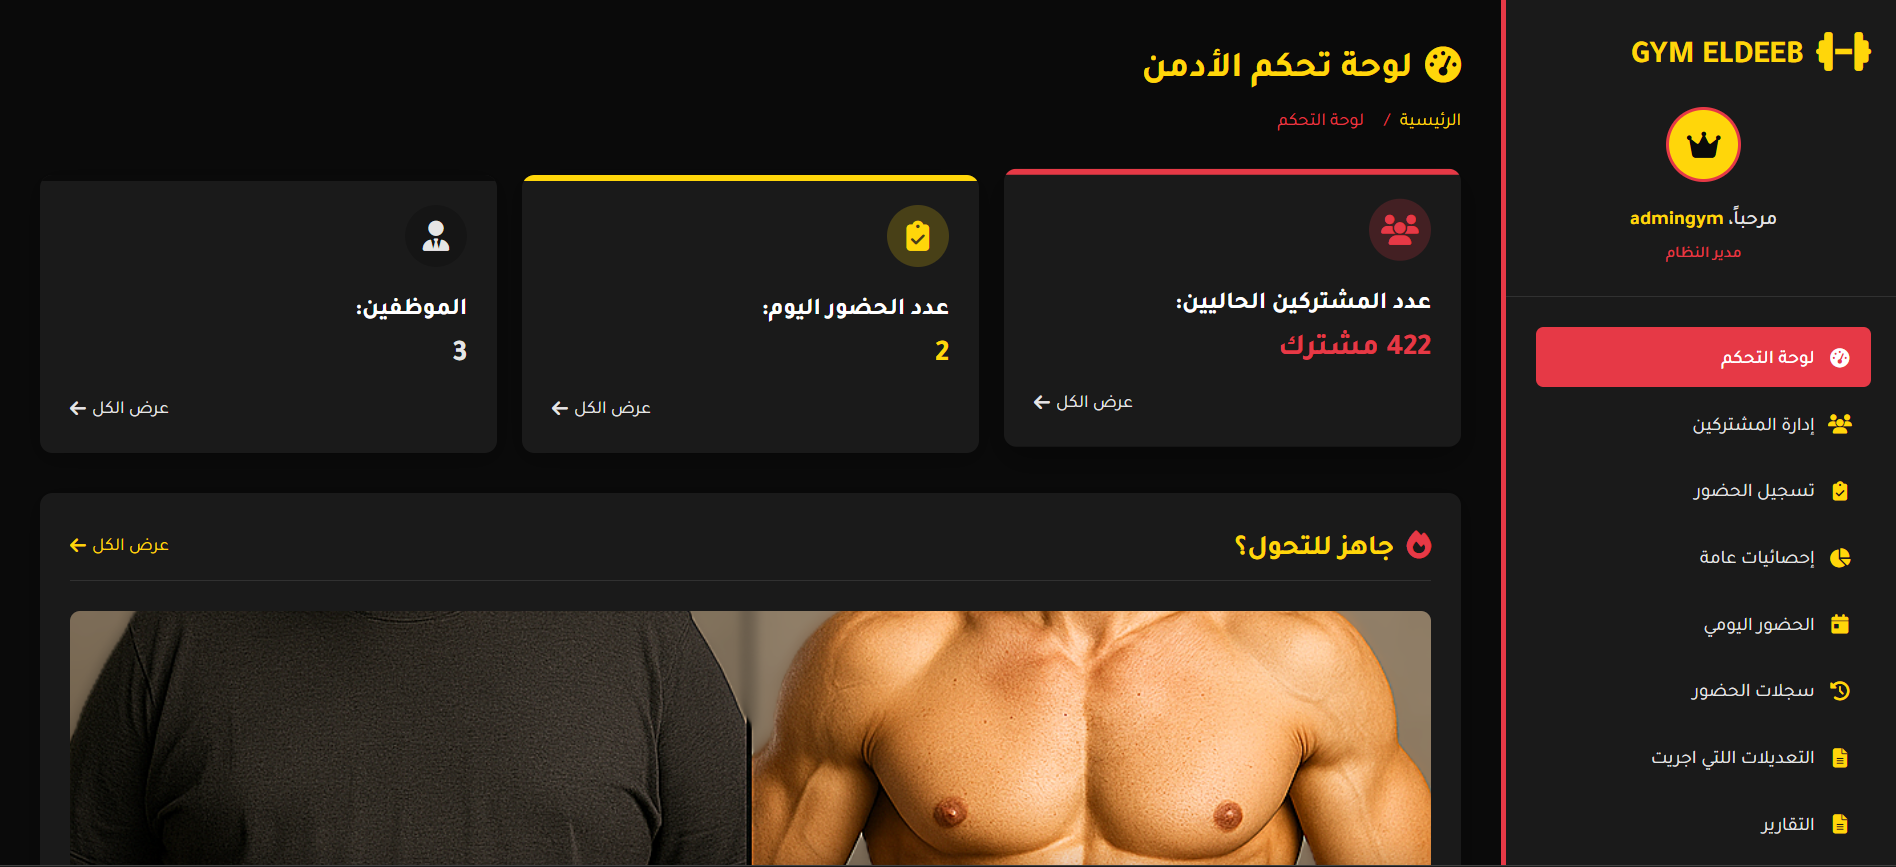 GYM ELDEEB
مرحباً، admingym
مدير النظام
لوحة التحكم
إدارة المشتركين
تسجيل الحضور
إحصائيات عامة
الحضور اليومي
سجلات الحضور
التعديلات اللتي اجريت
التقارير
لوحة تحكم الأدمن
الرئيسية / لوحة التحكم
عدد المشتركين الحاليين:
422 مشترك
عرض الكل
عدد الحضور اليوم:
2
عرض الكل
الموظفين:
3
عرض الكل
جاهز للتحول؟
عرض الكل